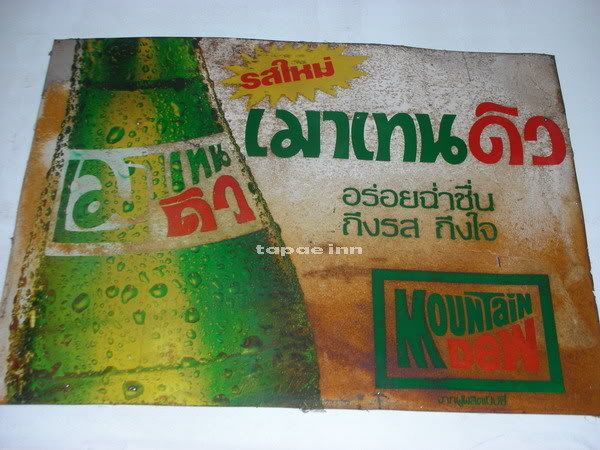 รสใหม่
เมาเทนดิว
เมาเทน
ดิว
อร่อยฉ่ำชื่น
ถึงรส ถึงใจ
tapae inn
MOUNTAIN
DEW